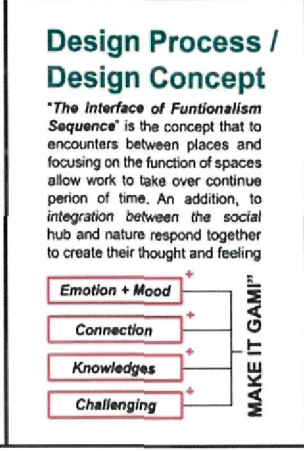 Design Process /
Design Concept
"The Interface of Funtionalism
Sequence" is the concept that to
encounters between places and
focusing on the function of spaces
allow work to take over continue
perion of time. An addition, to
integration between the social
hub and nature respond together
to create their thought and feeling
Emotion + Mood
+
Connection
+
Knowledges
+
Challenging
+
MAKE IT GAMI"